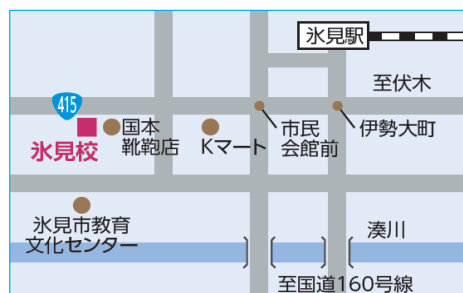 氷見駅
至伏木
415
氷見校
国本
靴鞄店
Kマート
市民
会館前
伊勢大町
氷見市教育
文化センター
湊川
至国道160号線